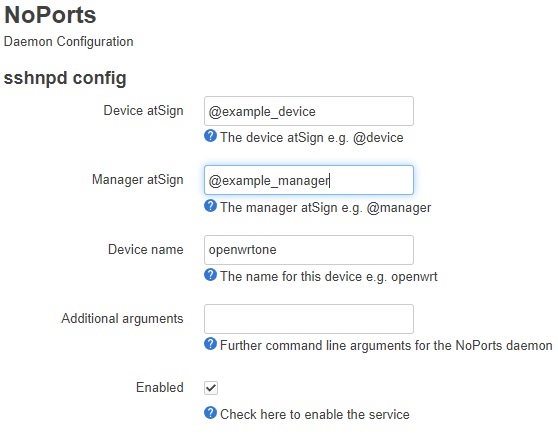 NoPorts
Daemon Configuration
sshnpd config
Device atSign
@example_device
? The device atSign e.g. @device
Manager atSign
@example_manager
? The manager atSign e.g. @manager
Device name
openwrtone
? The name for this device e.g. openwrt
Additional arguments
? Further command line arguments for the NoPorts daemon
Enabled
? Check here to enable the service